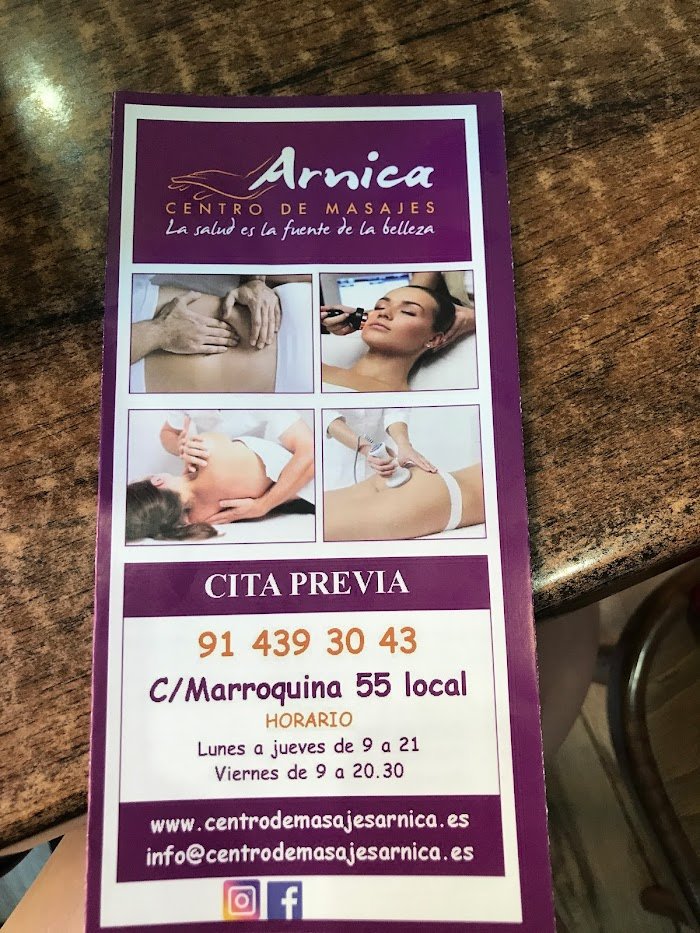 Arnica
CENTRO DE MASAJES
La salud es la fuente de la belleza
CITA PREVIA
91 439 30 43
C/Marroquina 55 local
HORARIO
Lunes a jueves de 9 a 21
Viernes de 9 a 20.30
www.centrodemasajesarnica.es
info@centrodemasajesarnica.es